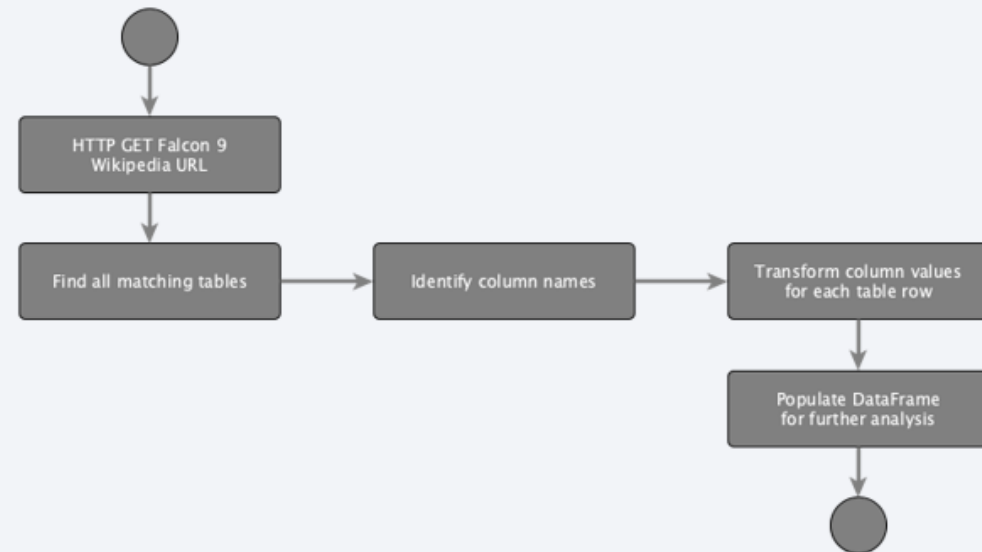 HTTP GET Falcon 9
Wikipedia URL
Find all matching tables
Identify column names
Transform column values
for each table row
Populate DataFrame
for further analysis